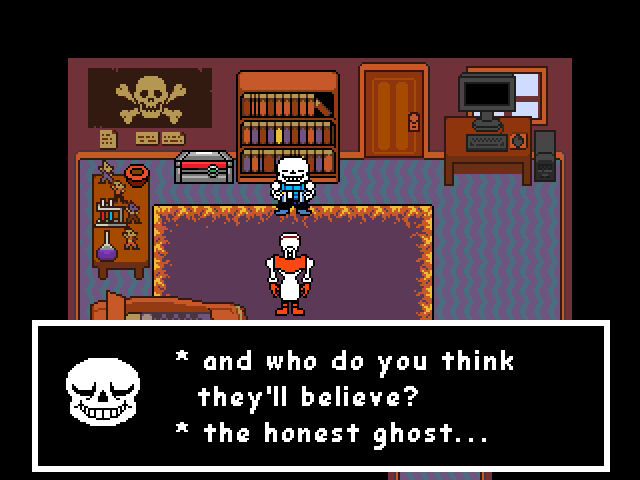 * and who do you think
they'll believe?
* the honest ghost...